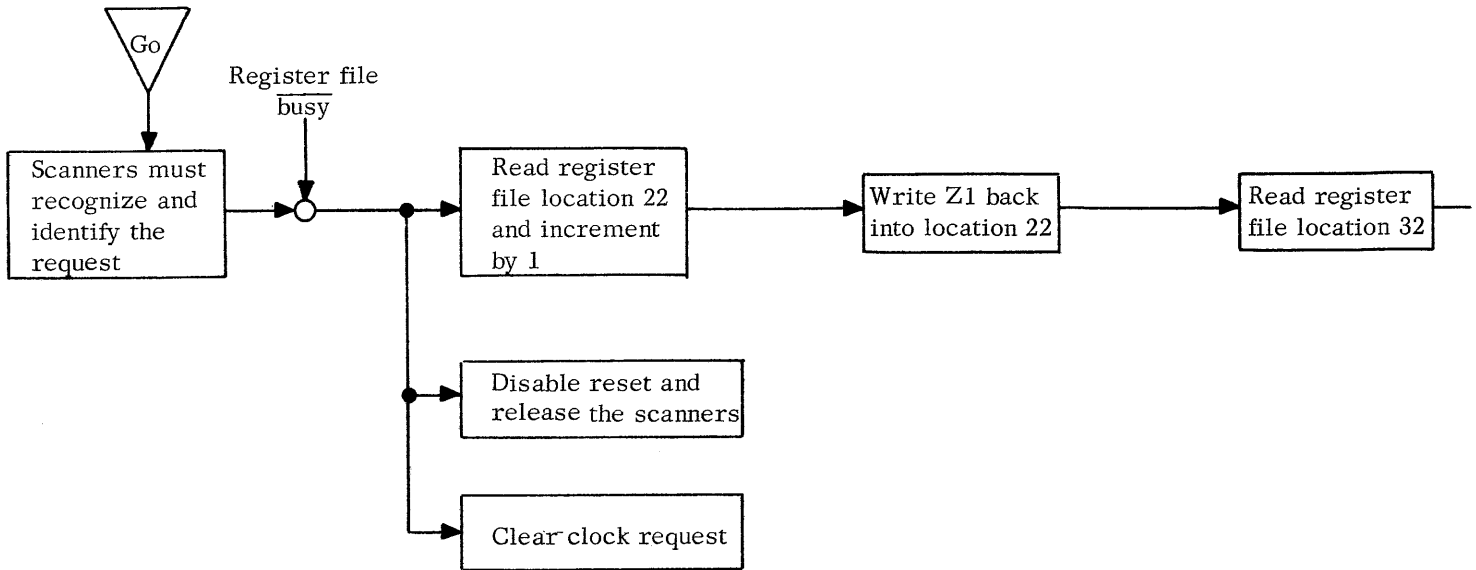 Go
Register file
busy
Scanners must
recognize and
identify the
request
Read register
file location 22
and increment
by 1
Write Z1 back
into location 22
Read register
file location 32
Disable reset and
release the scanners
Clear clock request